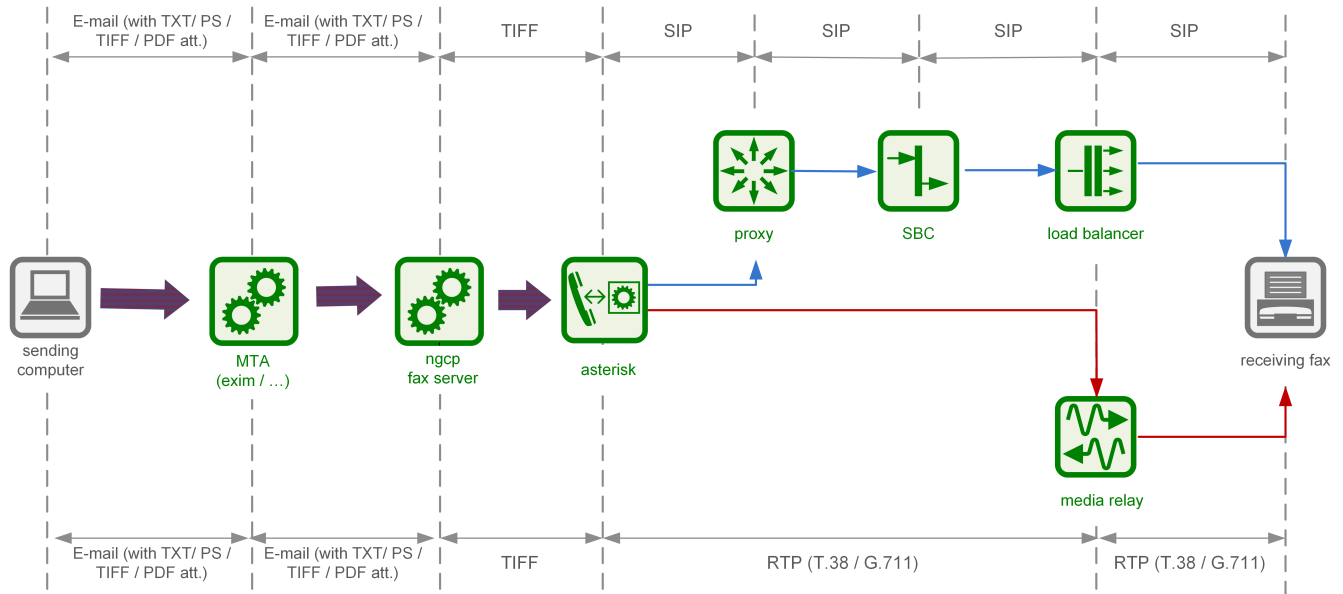 E-mail (with TXT/ PS /
TIFF / PDF att.)
E-mail (with TXT/ PS /
TIFF / PDF att.)
TIFF
SIP
SIP
SIP
SIP
proxy
SBC
load balancer
sending
computer
MTA
(exim / ...)
ngcp
fax server
asterisk
receiving fax
media relay
E-mail (with TXT/ PS /
TIFF / PDF att.)
E-mail (with TXT/ PS /
TIFF / PDF att.)
TIFF
RTP (T.38 / G.711)
RTP (T.38 / G.711)